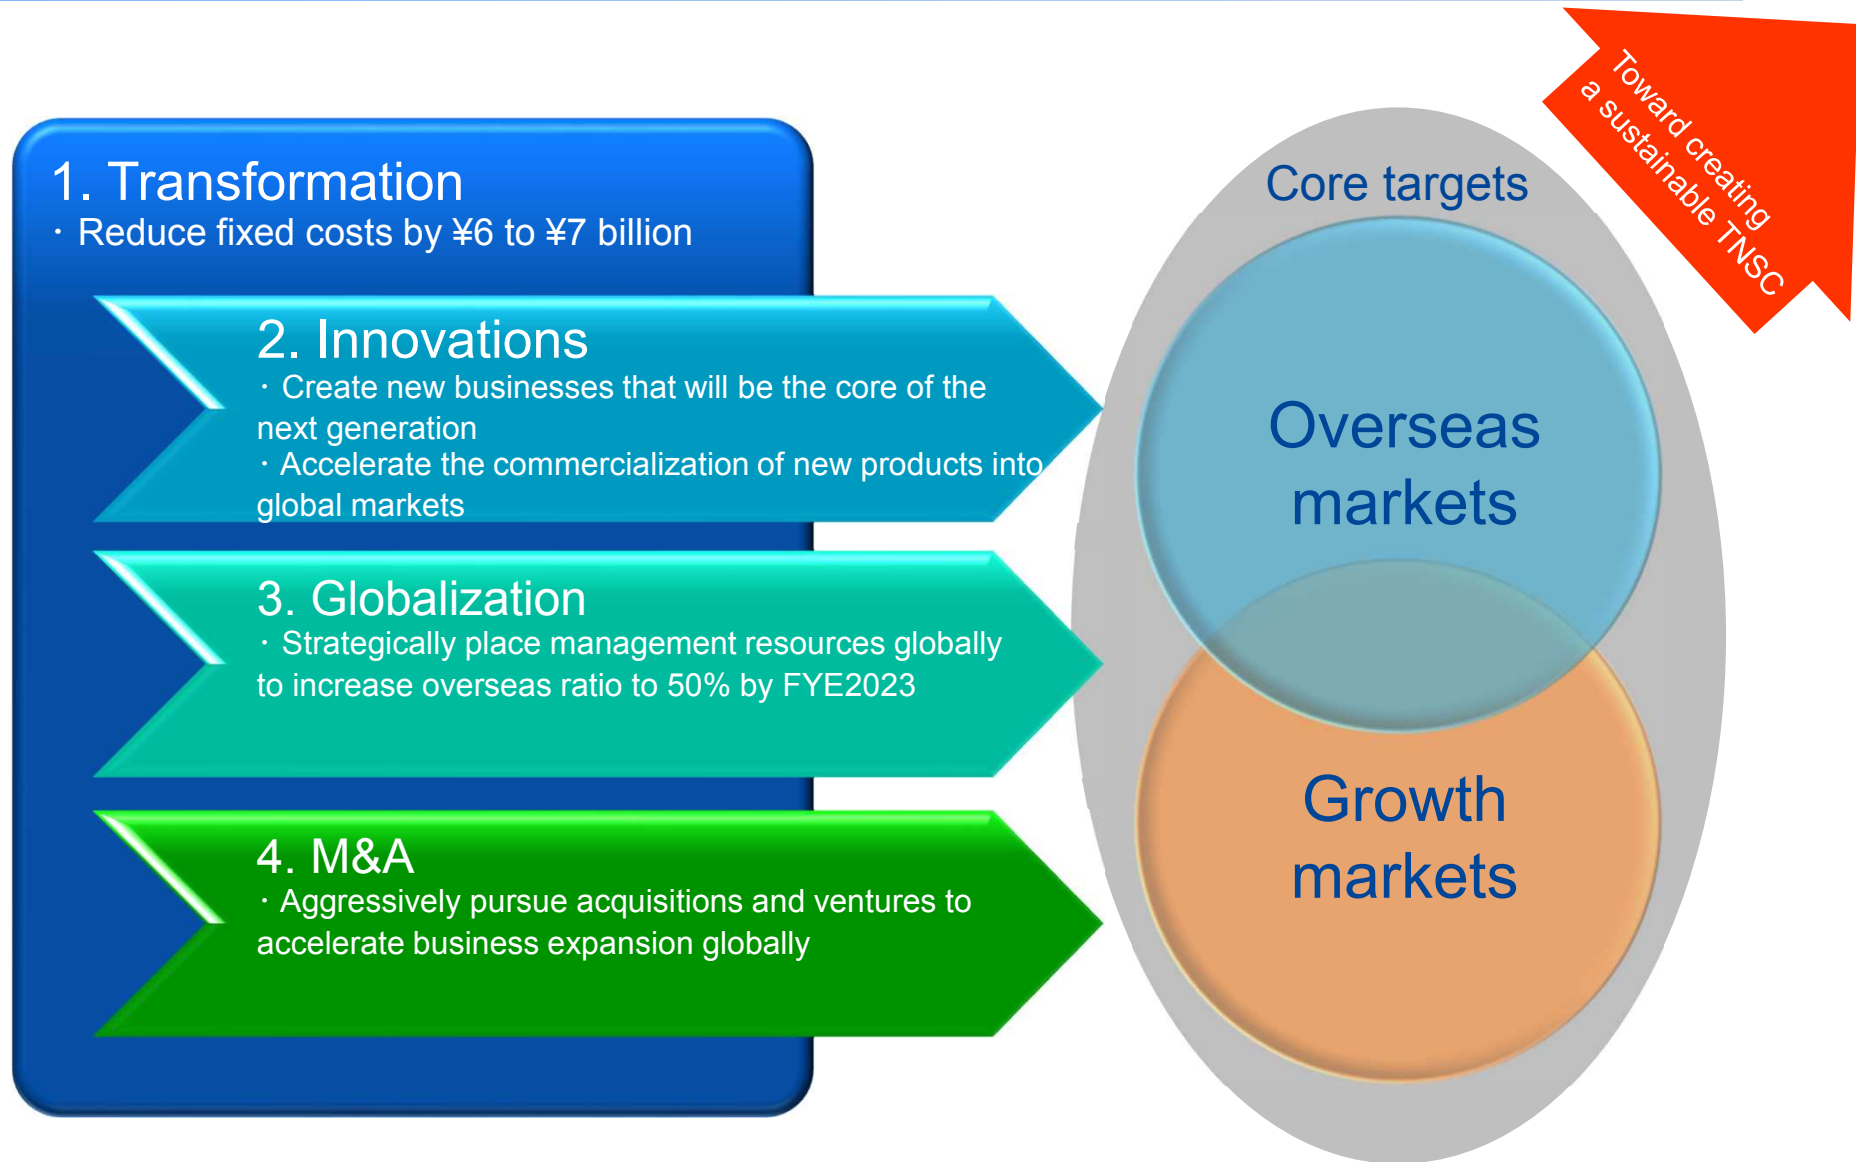 Toward creating
a sustainable TNSC
1. Transformation
・Reduce fixed costs by ¥6 to ¥7 billion
2. Innovations
・Create new businesses that will be the core of the
next generation
・Accelerate the commercialization of new products into
global markets
3. Globalization
・Strategically place management resources globally
to increase overseas ratio to 50% by FYE2023
4. M&A
・Aggressively pursue acquisitions and ventures to
accelerate business expansion globally
Core targets
Overseas
markets
Growth
markets